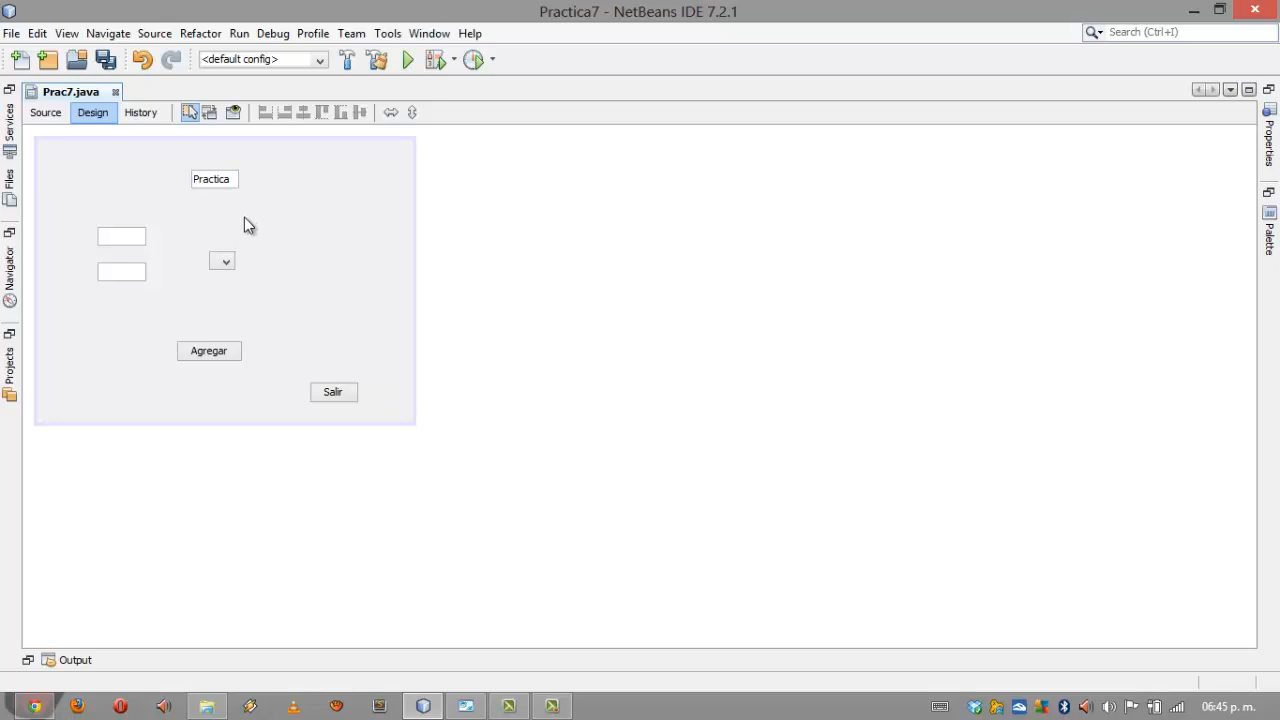 Practica7 - NetBeans IDE 7.2.1
File Edit View Navigate Source Refactor Run Debug Profile Team Tools Window Help
Search (Ctrl+I)
<default config>
Prac7.java
Source Design History
Services
Files
Navigator
Projects
Properties
Palette
Practica
Agregar
Salir
Output
06:45 p. m.